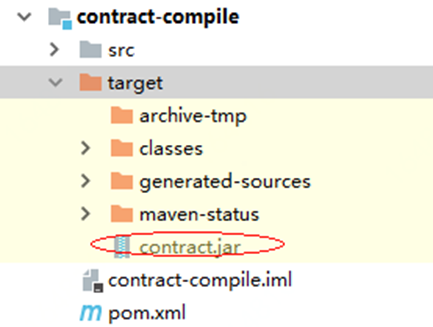 contract-compile
src
target
archive-tmp
classes
generated-sources
maven-status
contract.jar
contract-compile.iml
m pom.xml